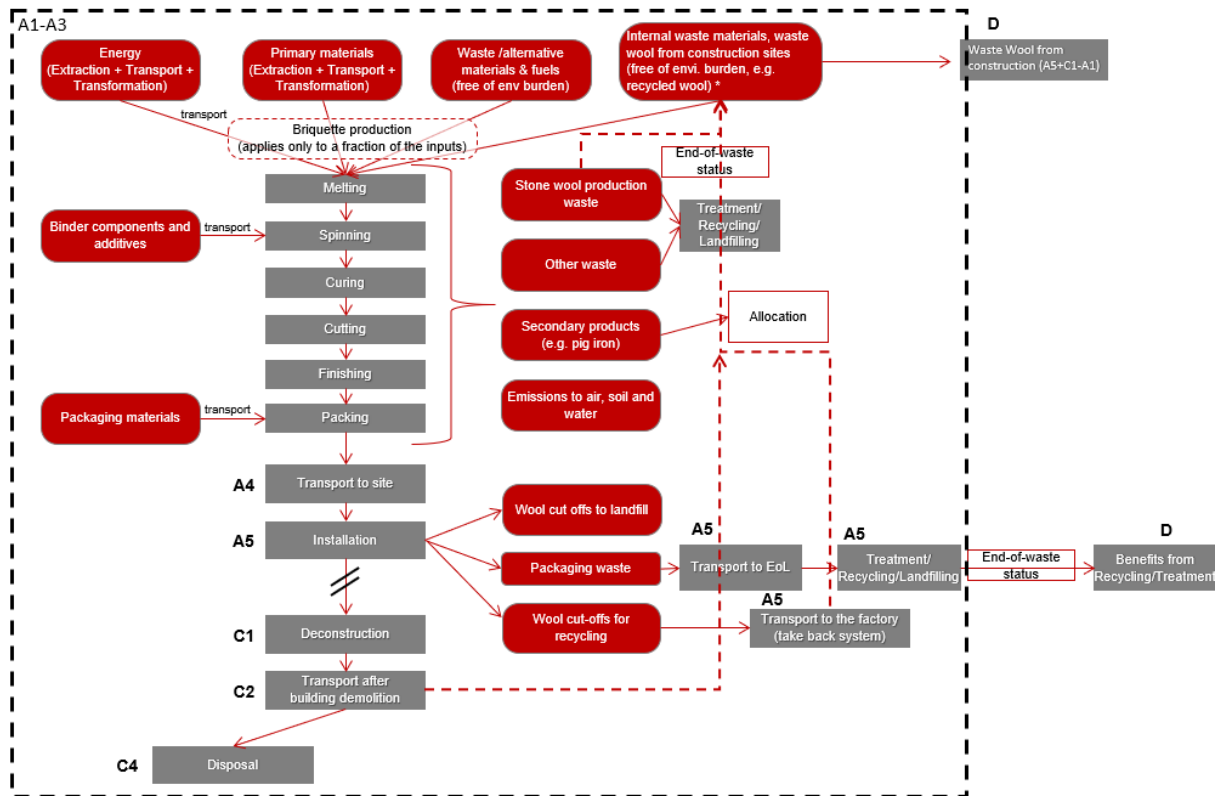 A1-A3
D
Energy
(Extraction + Transport +
Transformation)
Primary materials
(Extraction + Transport +
Transformation)
Waste /alternative
materials & fuels
(free of env burden)
Internal waste materials, waste
wool from construction sites
(free of envi. burden, e.g.
recycled wool) *
Waste Wool from
construction (A5+C1-A1)
transport
Briquette production
(applies only to a fraction of the inputs)
End-of-waste
status
Melting
Stone wool production
waste
Treatment/
Recycling/
Landfilling
Binder components and
additives
transport
Spinning
Other waste
Curing
Cutting
Secondary products
(e.g. pig iron)
Allocation
Finishing
Emissions to air, soil and
water
Packaging materials
transport
Packing
A4
Transport to site
Wool cut offs to landfill
A5
Installation
A5
A5
D
Packaging waste
Transport to EoL
Treatment/
Recycling/Landfilling
End-of-waste
status
Benefits from
Recycling/Treatment
A5
C1
Deconstruction
Wool cut-offs for
recycling
Transport to the factory
(take back system)
C2
Transport after
building demolition
C4
Disposal